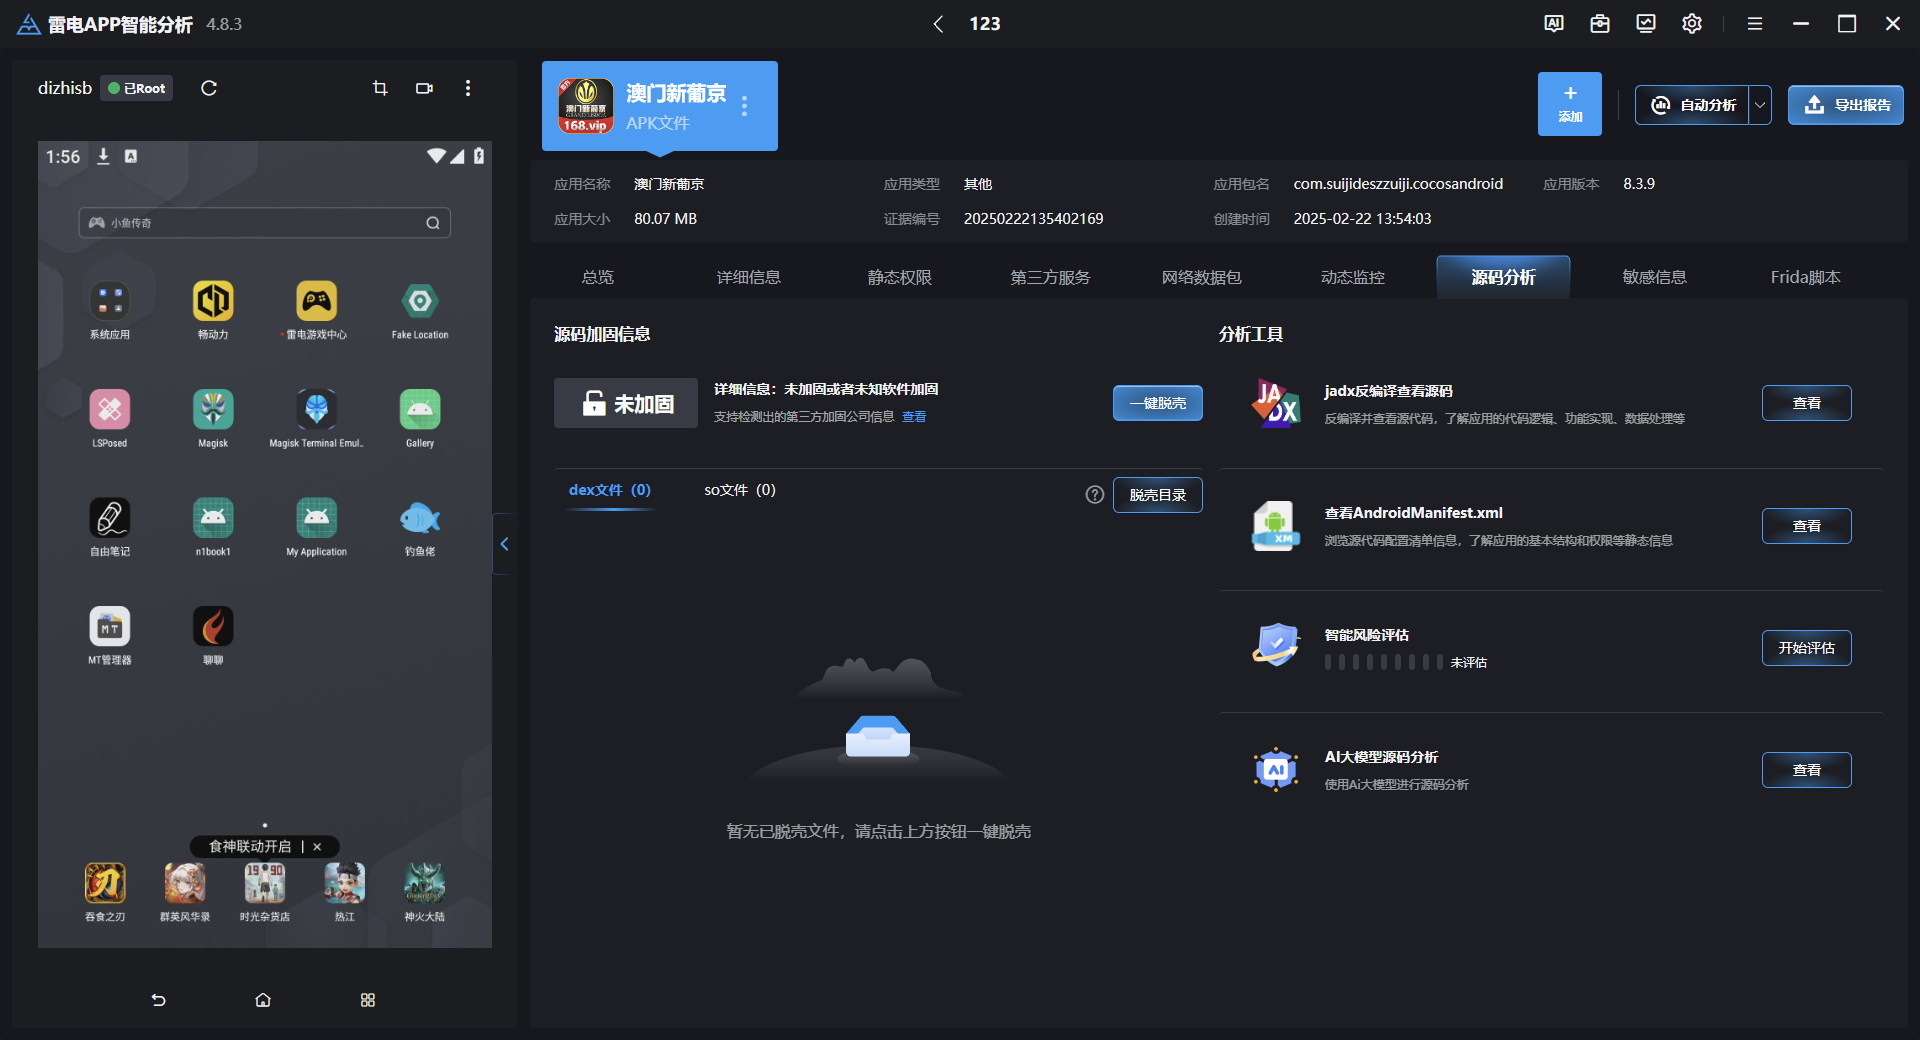 雷电APP智能分析 4.8.3
123
dizhisb 已Root
1:56
小鱼传奇
系统应用
畅动力
雷电游戏中心
Fake Location
LSPosed
Magisk
Magisk Terminal Emul..
Gallery
自由笔记
n1book1
My Application
钓鱼佬
MT
MT管理器
聊聊
食神联动开启 | ×
1990
吞食之刃
群英风华录
时光杂货店
热江
神火大陆
官方
澳门新葡京
GRAND LISBOA
168.vip
澳门新葡京
APK文件
+
添加
自动分析
导出报告
应用名称 澳门新葡京 应用类型 其他 应用包名 com.suijideszzuiji.cocosandroid 应用版本 8.3.9
应用大小 80.07 MB 证据编号 20250222135402169 创建时间 2025-02-22 13:54:03
总览 详细信息 静态权限 第三方服务 网络数据包 动态监控 源码分析 敏感信息 Frida脚本
源码加固信息
未加固
详细信息：未加固或者未知软件加固
支持检测出的第三方加固公司信息 查看
一键脱壳
dex文件（0） so文件（0） ? 脱壳目录
暂无已脱壳文件，请点击上方按钮一键脱壳
分析工具
JADX
jadx反编译查看源码
反编译并查看源代码，了解应用的代码逻辑、功能实现、数据处理等
查看
XM
查看AndroidManifest.xml
浏览源代码配置清单信息，了解应用的基本结构和权限等静态信息
查看
智能风险评估
未评估
开始评估
AI
AI大模型源码分析
使用Ai大模型进行源码分析
查看